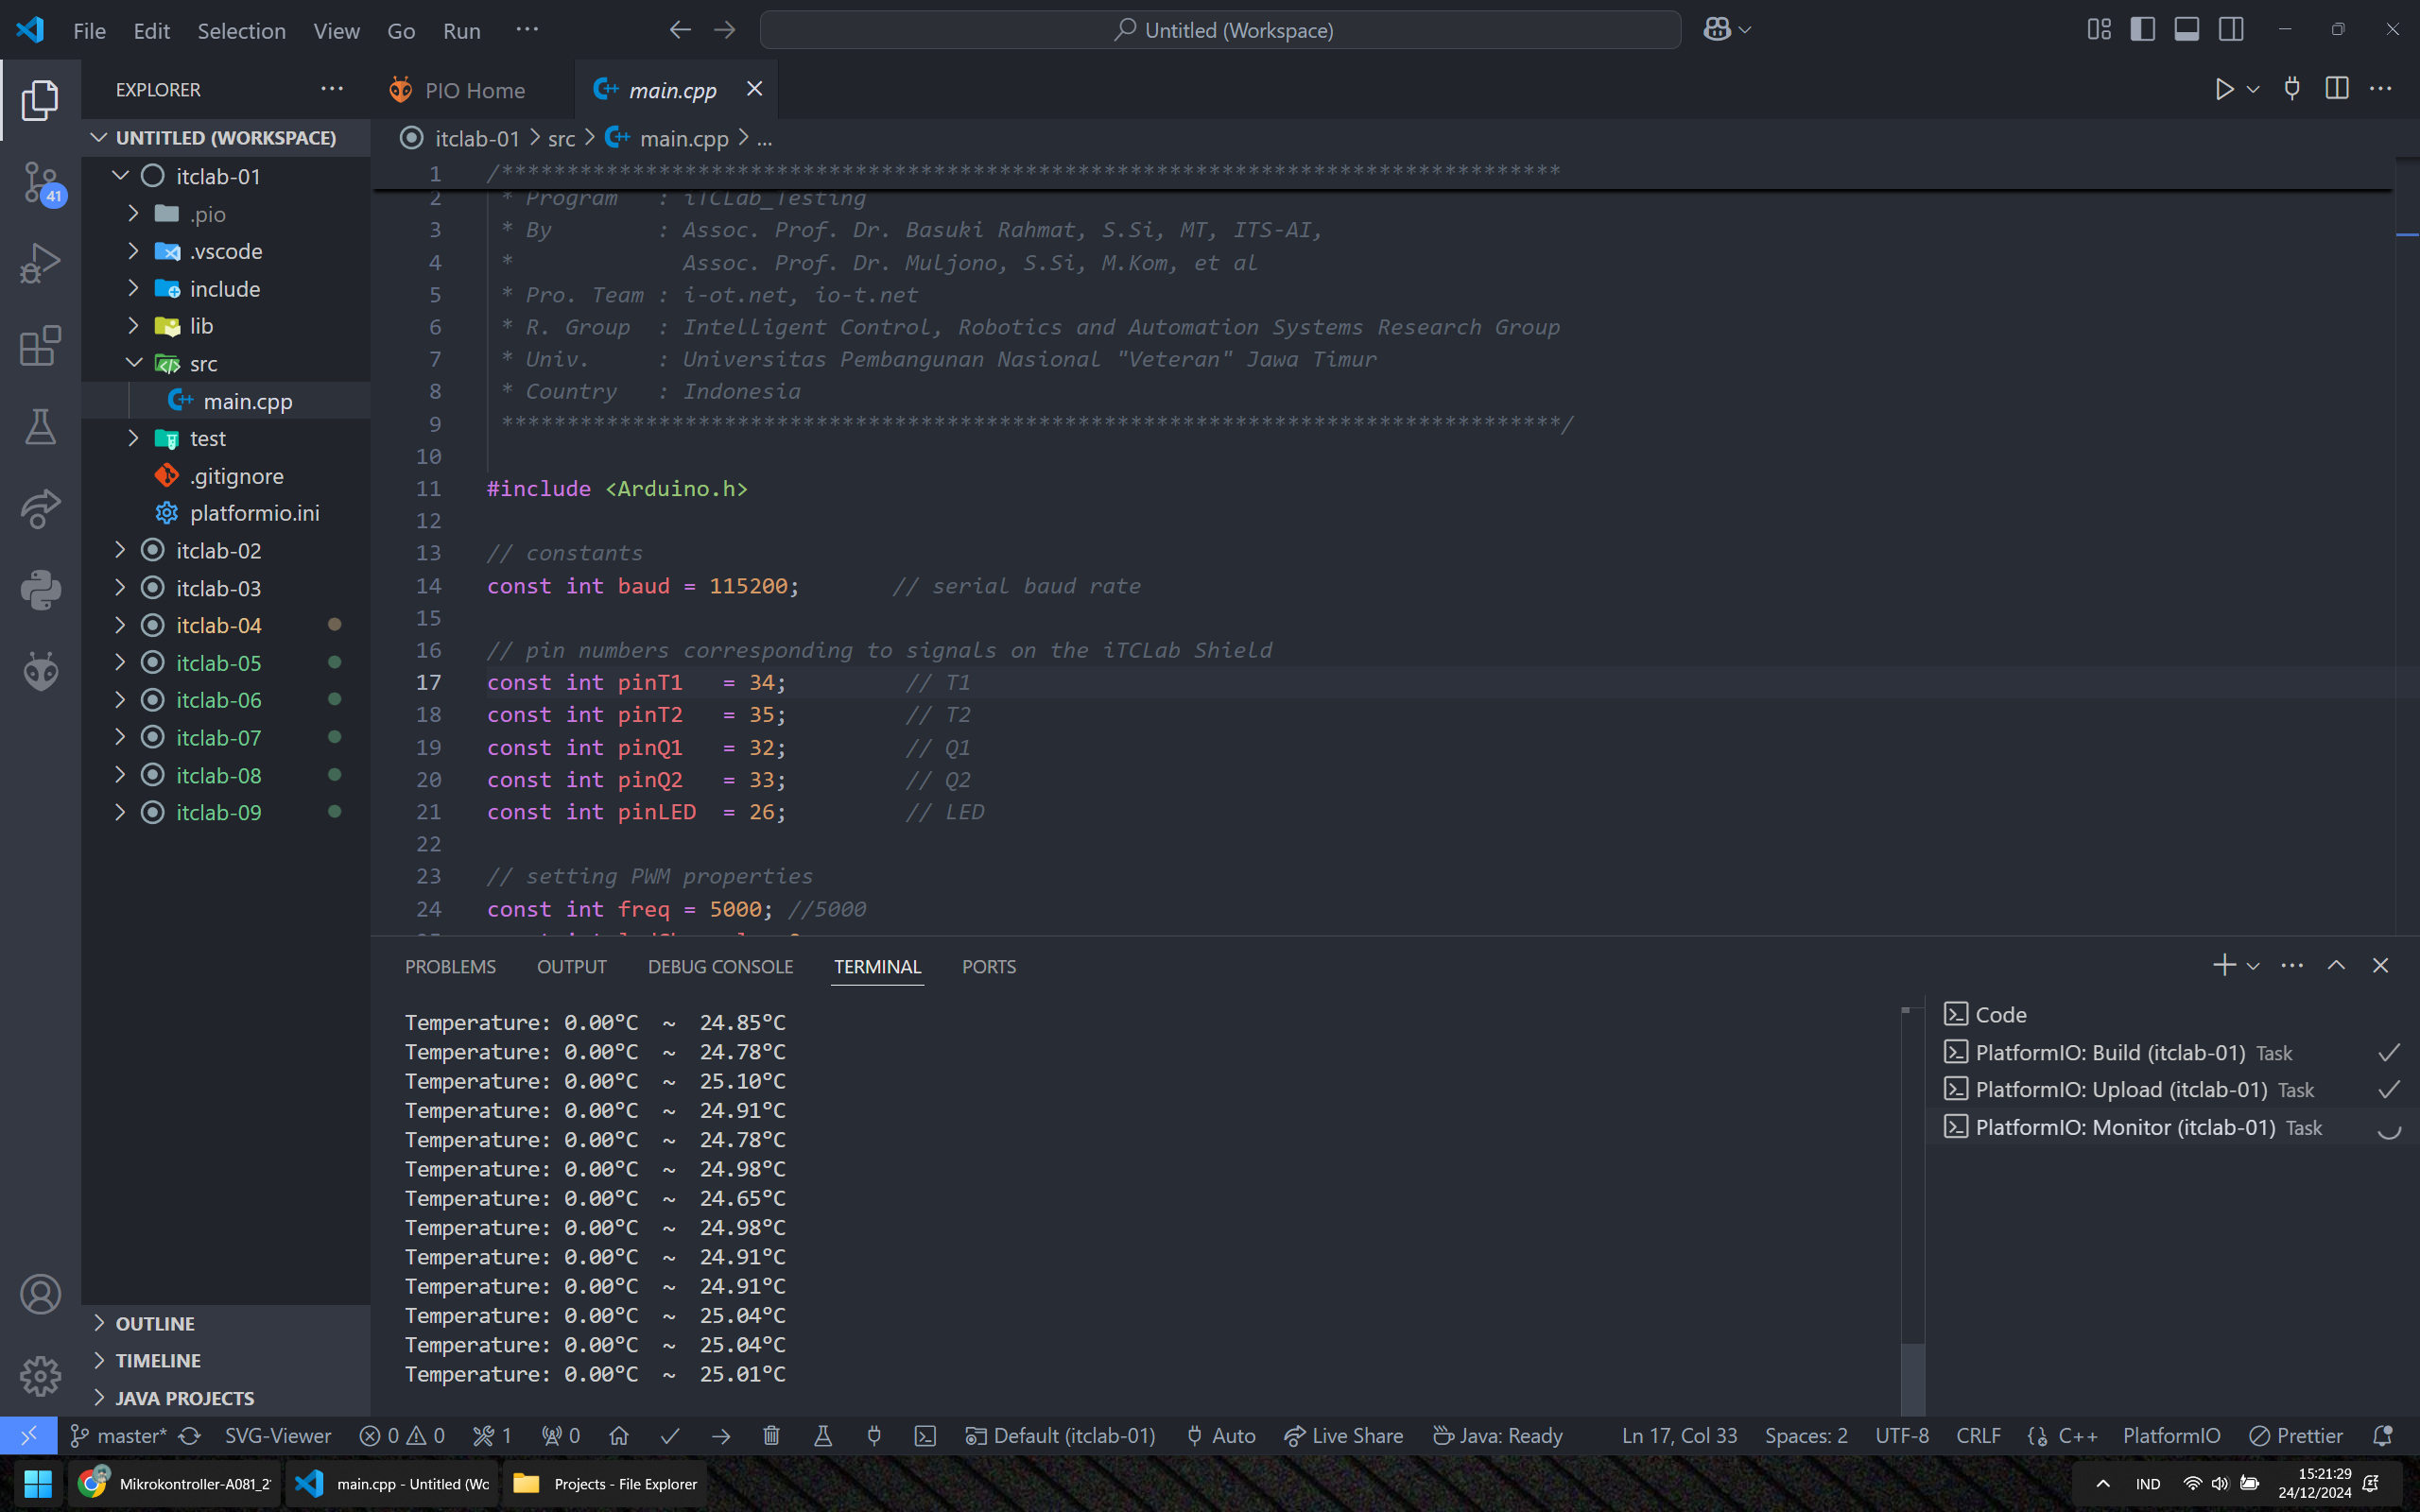 File Edit Selection View Go Run ...
Untitled (Workspace)
EXPLORER ...
PIO Home
main.cpp
UNTITLED (WORKSPACE)
itclab-01
.pio
.vscode
include
lib
src
main.cpp
test
.gitignore
platformio.ini
itclab-02
itclab-03
itclab-04
itclab-05
itclab-06
itclab-07
itclab-08
itclab-09
OUTLINE
TIMELINE
JAVA PROJECTS
41
itclab-01 > src > main.cpp > ...
1 /*********************************************************************************
2 * Program : iTCLab_Testing
3 * By : Assoc. Prof. Dr. Basuki Rahmat, S.Si, MT, ITS-AI,
4 * Assoc. Prof. Dr. Muljono, S.Si, M.Kom, et al
5 * Pro. Team : i-ot.net, io-t.net
6 * R. Group : Intelligent Control, Robotics and Automation Systems Research Group
7 * Univ. : Universitas Pembangunan Nasional "Veteran" Jawa Timur
8 * Country : Indonesia
9 *********************************************************************************/
10
11 #include <Arduino.h>
12
13 // constants
14 const int baud = 115200; // serial baud rate
15
16 // pin numbers corresponding to signals on the iTCLab Shield
17 const int pinT1 = 34; // T1
18 const int pinT2 = 35; // T2
19 const int pinQ1 = 32; // Q1
20 const int pinQ2 = 33; // Q2
21 const int pinLED = 26; // LED
22
23 // setting PWM properties
24 const int freq = 5000; //5000
PROBLEMS OUTPUT DEBUG CONSOLE TERMINAL PORTS
Temperature: 0.00°C ~ 24.85°C
Temperature: 0.00°C ~ 24.78°C
Temperature: 0.00°C ~ 25.10°C
Temperature: 0.00°C ~ 24.91°C
Temperature: 0.00°C ~ 24.78°C
Temperature: 0.00°C ~ 24.98°C
Temperature: 0.00°C ~ 24.65°C
Temperature: 0.00°C ~ 24.98°C
Temperature: 0.00°C ~ 24.91°C
Temperature: 0.00°C ~ 24.91°C
Temperature: 0.00°C ~ 25.04°C
Temperature: 0.00°C ~ 25.04°C
Temperature: 0.00°C ~ 25.01°C
Code
PlatformIO: Build (itclab-01) Task
PlatformIO: Upload (itclab-01) Task
PlatformIO: Monitor (itclab-01) Task
master* SVG-Viewer 0 0 1 0 Default (itclab-01) Auto Live Share Java: Ready Ln 17, Col 33 Spaces: 2 UTF-8 CRLF C++ PlatformIO Prettier
Mikrokontroller-A081_2 main.cpp - Untitled (Wc Projects - File Explorer IND 15:21:29
24/12/2024